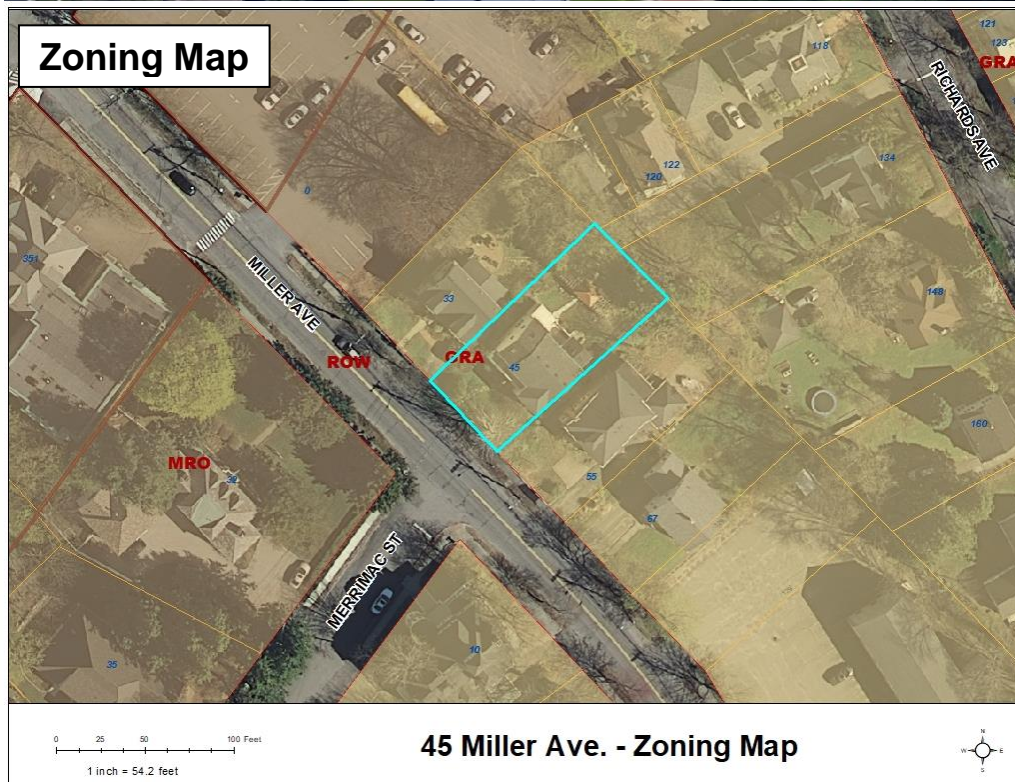 Zoning Map
121
123
GRA
118
RICHARDS AVE
134
122
120
0
351
MILLER AVE
33
148
ROW
GRA
45
160
MRO
32
55
67
MERRIMAC ST
10
35
0 25 50 100 Feet
1 inch = 54.2 feet
45 Miller Ave. - Zoning Map
N
W E
S